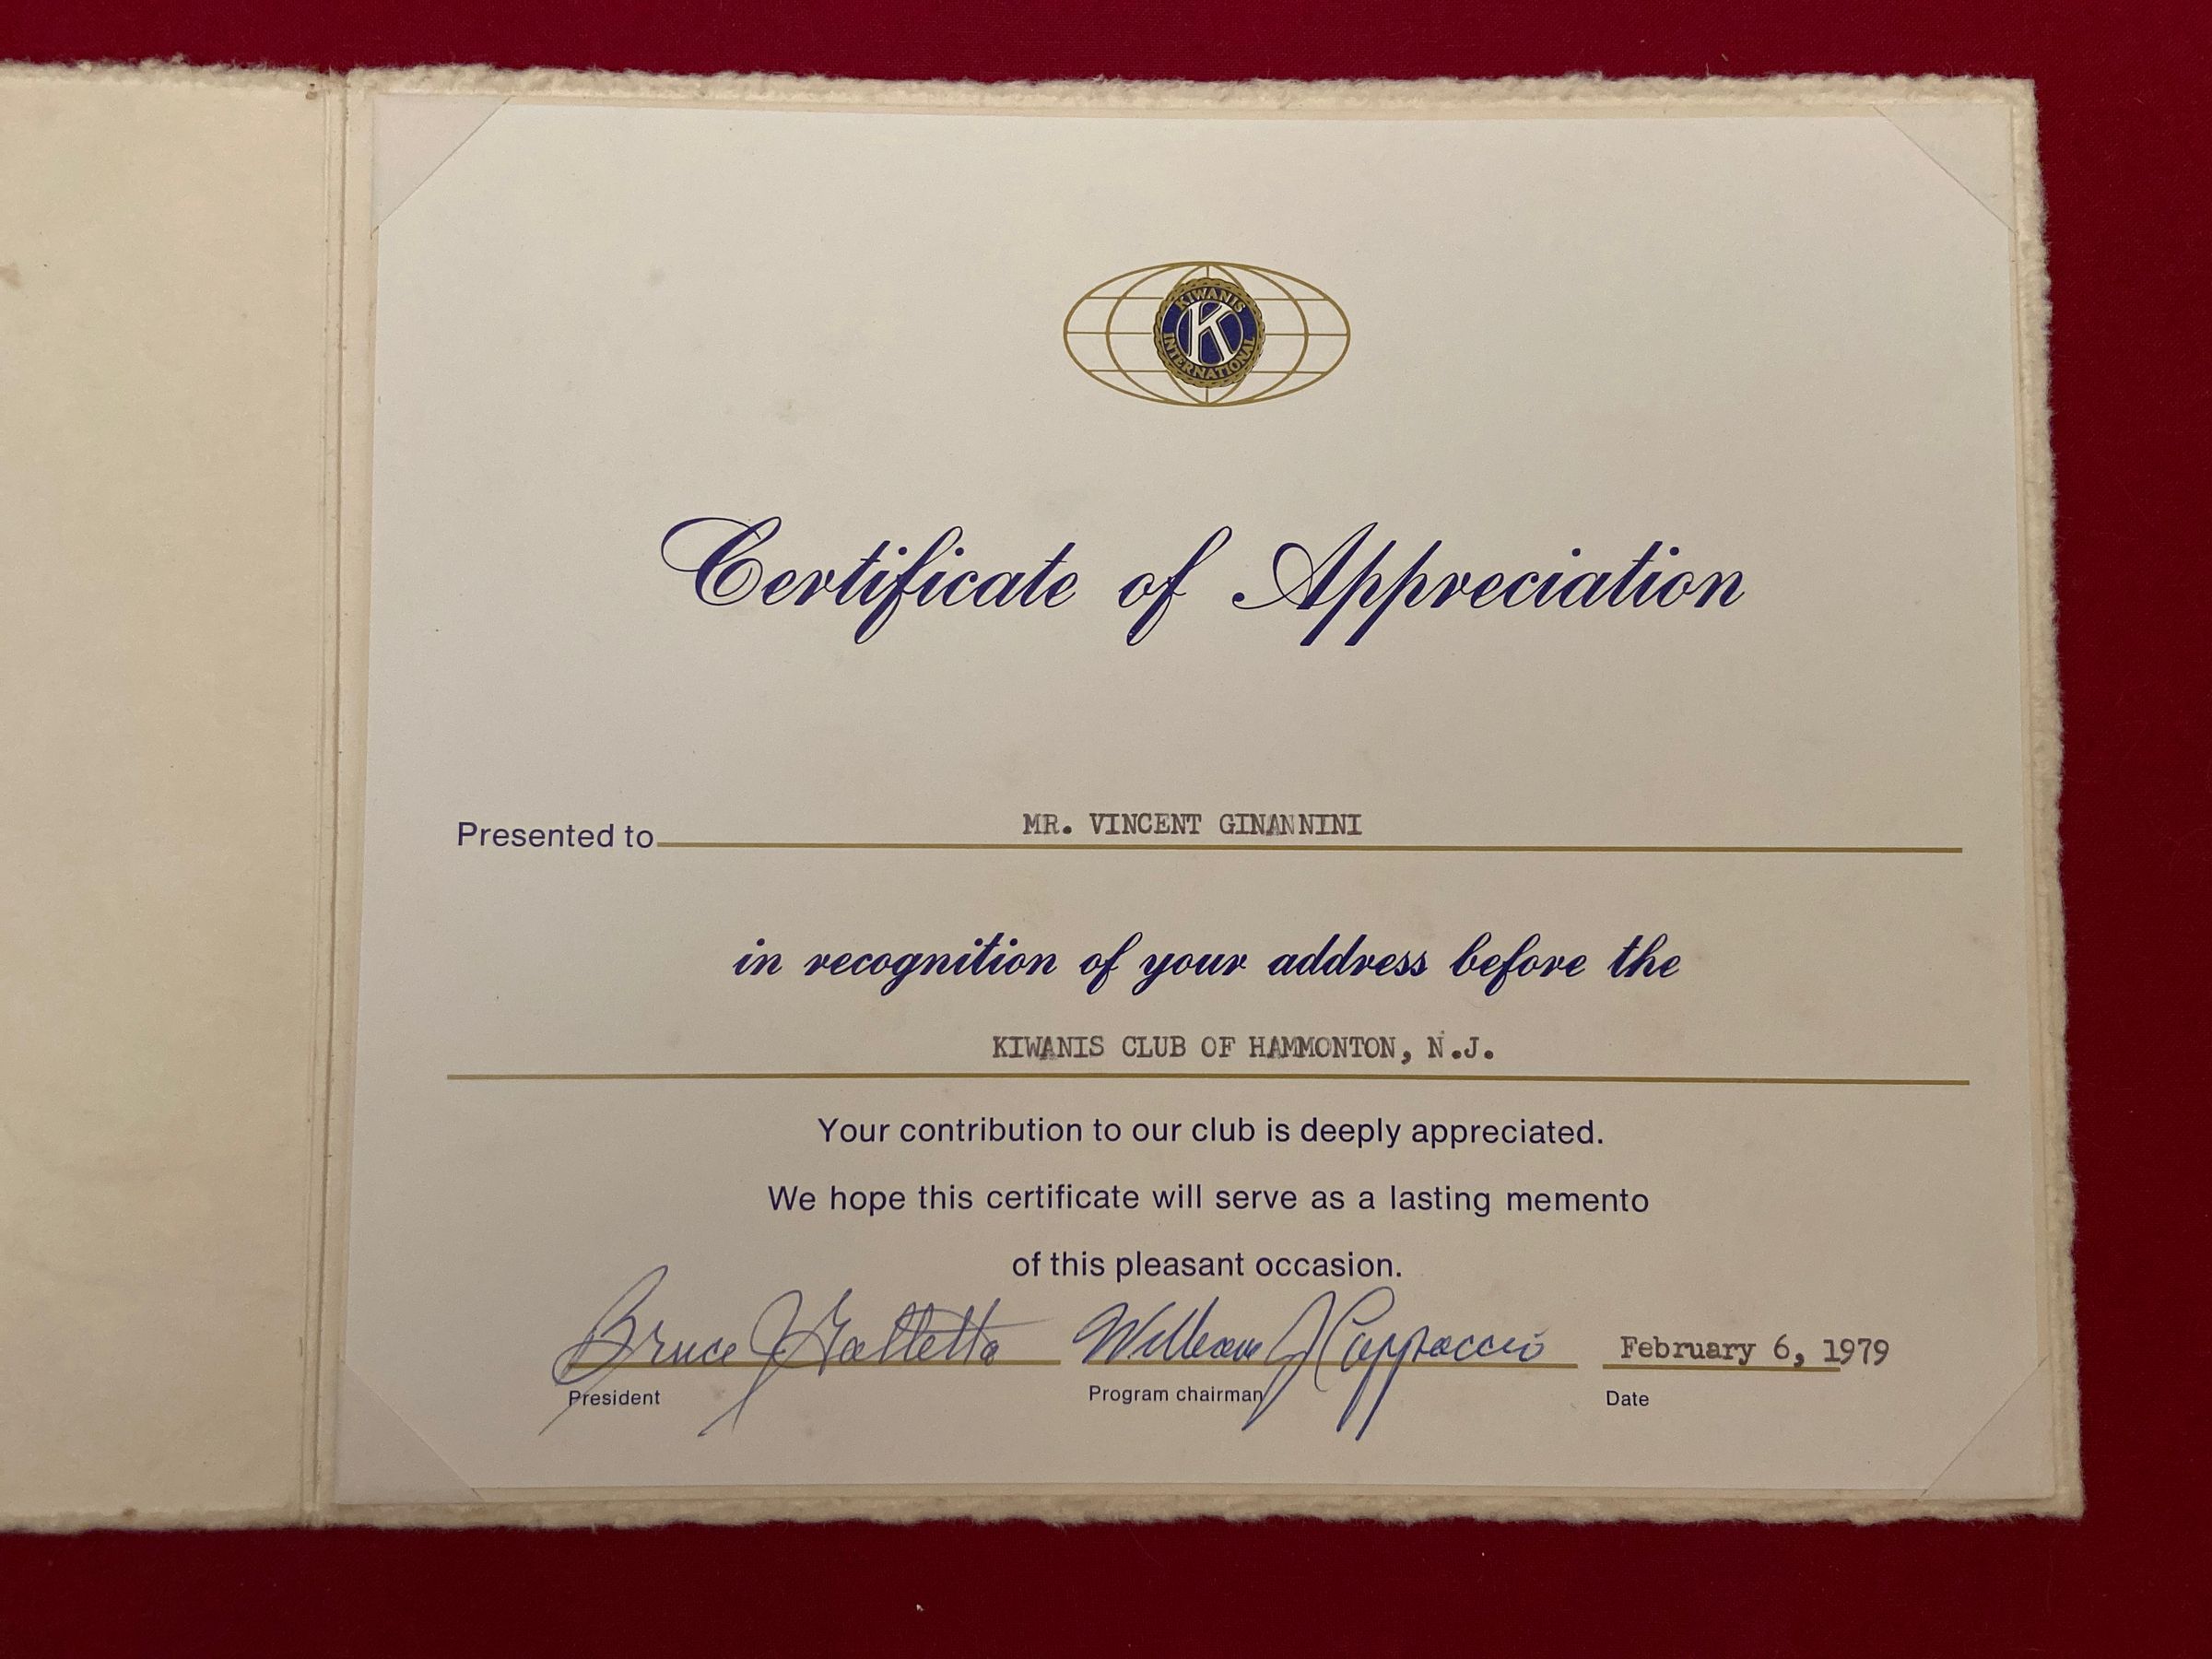 KIWANIS
K
INTERNATIONAL
Certificate of Appreciation
Presented to MR. VINCENT GINANNINI
in recognition of your address before the
KIWANIS CLUB OF HAMMONTON, N.J.
Your contribution to our club is deeply appreciated.
We hope this certificate will serve as a lasting memento
of this pleasant occasion.
Bruce J William J February 6, 1979
President Program chairman Date